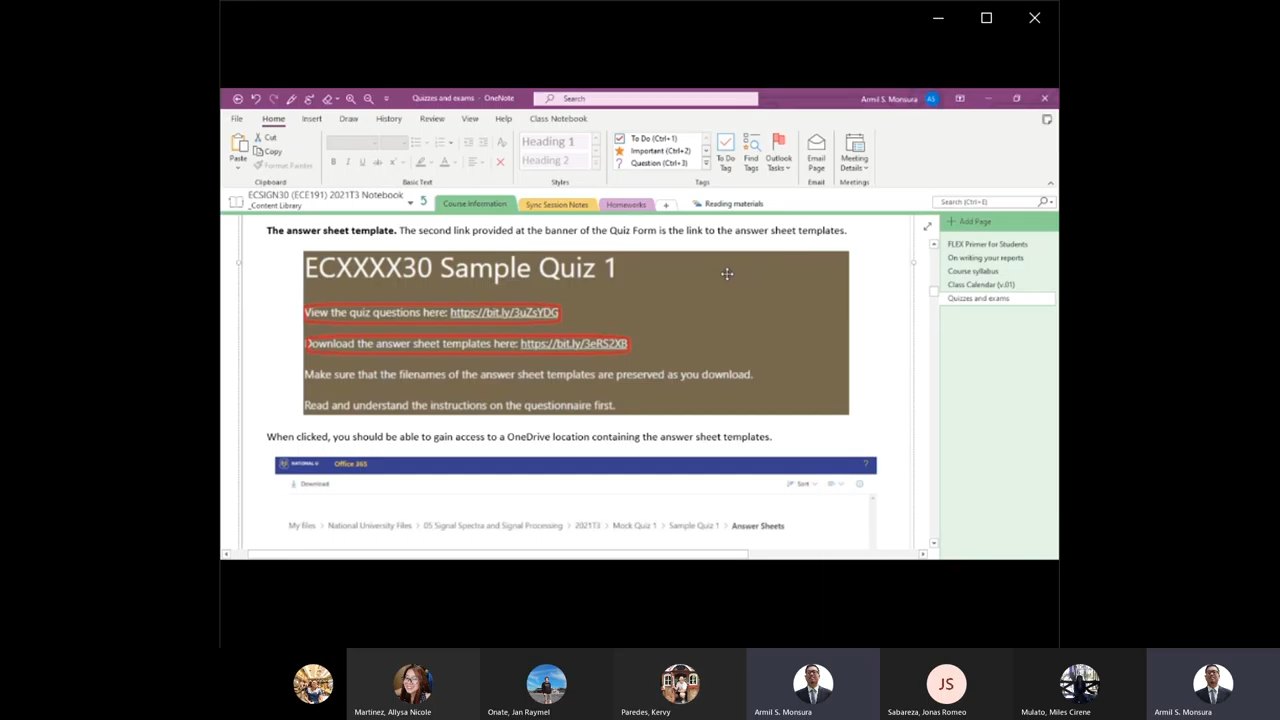 Quizzes and exams - OneNote
Search
Armil S. Monsura
AS
File Home Insert Draw History Review View Help Class Notebook
Paste
Cut
Copy
Format Painter
Clipboard
Basic Text
Heading 1
Heading 2
Styles
To Do (Ctrl+1)
Important (Ctrl+2)
Question (Ctrl+3)
To Do Tag
Find Tags
Outlook Tasks
Tags
Email Page
Email
Meeting Details
Meetings
ECSIGN30 (ECE191) 2021T3 Notebook
_Content Library
Course Information
Sync Session Notes
Homeworks
+
Reading materials
Search (Ctrl+E)
Add Page
FLEX Primer for Students
On writing your reports
Course syllabus
Class Calendar (v.01)
Quizzes and exams
The answer sheet template. The second link provided at the banner of the Quiz Form is the link to the answer sheet templates.
ECXXXX30 Sample Quiz 1
View the quiz questions here: https://bit.ly/3uZsYDG
Download the answer sheet templates here: https://bit.ly/3eRS2XB
Make sure that the filenames of the answer sheet templates are preserved as you download.
Read and understand the instructions on the questionnaire first.
When clicked, you should be able to gain access to a OneDrive location containing the answer sheet templates.
NATIONAL U Office 365 ?
Download
Sort
My files > National University Files > 05 Signal Spectra and Signal Processing > 2021T3 > Mock Quiz 1 > Sample Quiz 1 > Answer Sheets
JS
Martinez, Allysa Nicole
Onate, Jan Raymel
Paredes, Kervy
Armil S. Monsura
Sabareza, Jonas Romeo
Mulato, Miles Cirene
Armil S. Monsura